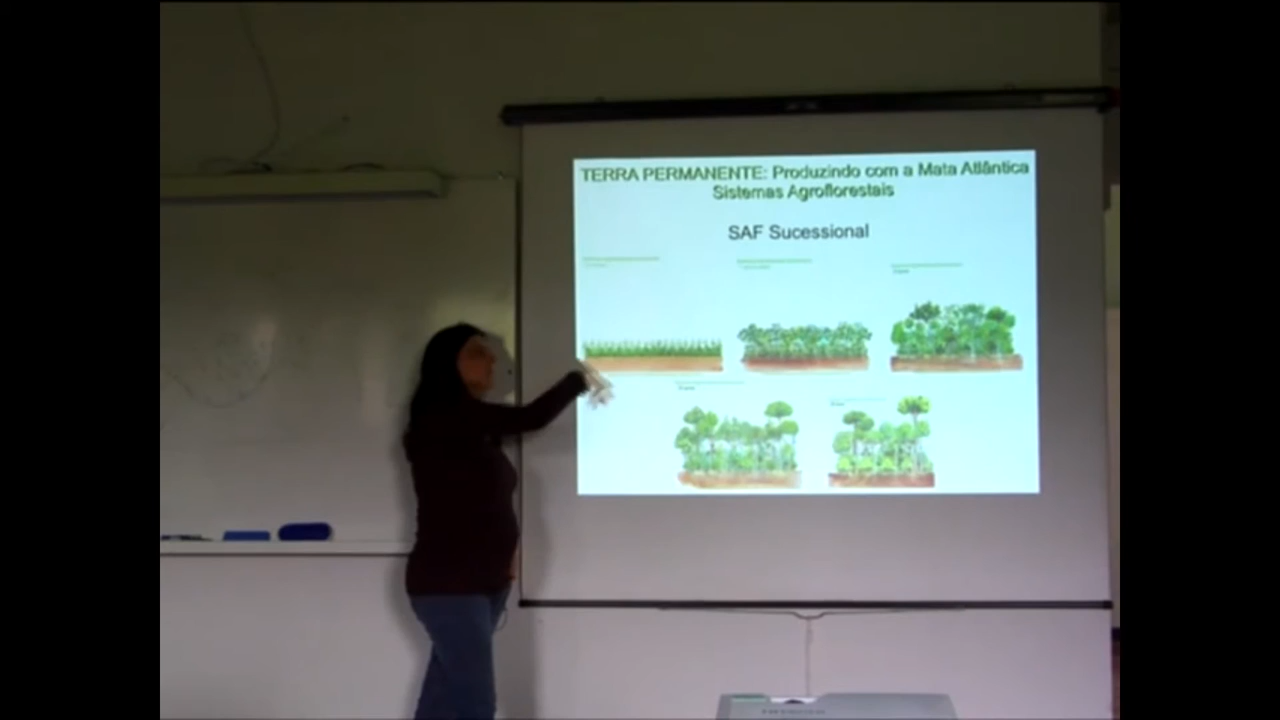 TERRA PERMANENTE: Produzindo com a Mata Atlântica
Sistemas Agroflorestais
SAF Sucessional